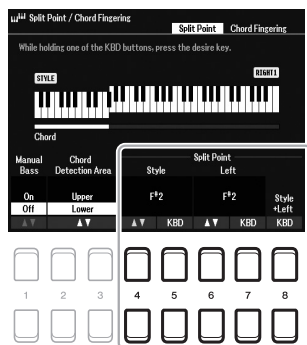 Split Point / Chord Fingering
Split Point Chord Fingering
While holding one of the KBD buttons, press the desire key.
STYLE RIGHT1
Chord
Manual Bass
Chord Detection Area
Split Point
Style
Left
On Upper F#2 F#2 Style +Left
Off Lower
▲▼ ▲▼ ▲▼ KBD ▲▼ KBD KBD
1 2 3 4 5 6 7 8